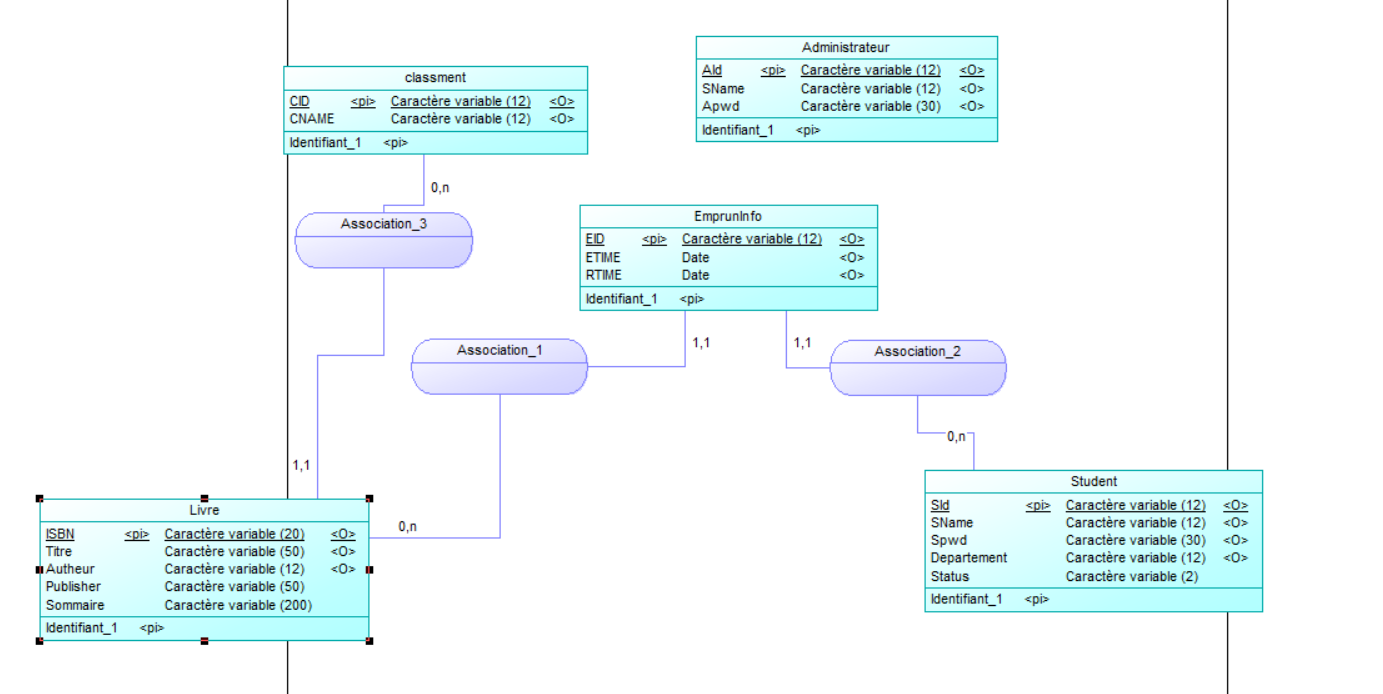 Administrateur
AId <pi> Caractère variable (12) <O>
SName Caractère variable (12) <O>
Apwd Caractère variable (30) <O>
Identifiant_1 <pi>
classment
CID <pi> Caractère variable (12) <O>
CNAME Caractère variable (12) <O>
Identifiant_1 <pi>
0,n
Association_3
EmprunInfo
EID <pi> Caractère variable (12) <O>
ETIME Date <O>
RTIME Date <O>
Identifiant_1 <pi>
1,1
1,1
Association_1
Association_2
0,n
1,1
0,n
Livre
ISBN <pi> Caractère variable (20) <O>
Titre Caractère variable (50) <O>
Autheur Caractère variable (12) <O>
Publisher Caractère variable (50)
Sommaire Caractère variable (200)
Identifiant_1 <pi>
Student
SId <pi> Caractère variable (12) <O>
SName Caractère variable (12) <O>
Spwd Caractère variable (30) <O>
Departement Caractère variable (12) <O>
Status Caractère variable (2)
Identifiant_1 <pi>